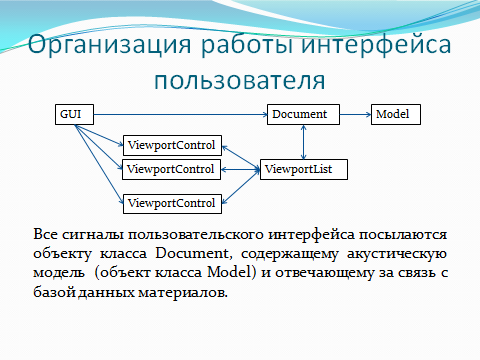 Организация работы интерфейса
пользователя
GUI
Document
Model
ViewportControl
ViewportControl
ViewportList
ViewportControl
Все сигналы пользовательского интерфейса посылаются
объекту класса Document, содержащему акустическую
модель (объект класса Model) и отвечающему за связь с
базой данных материалов.